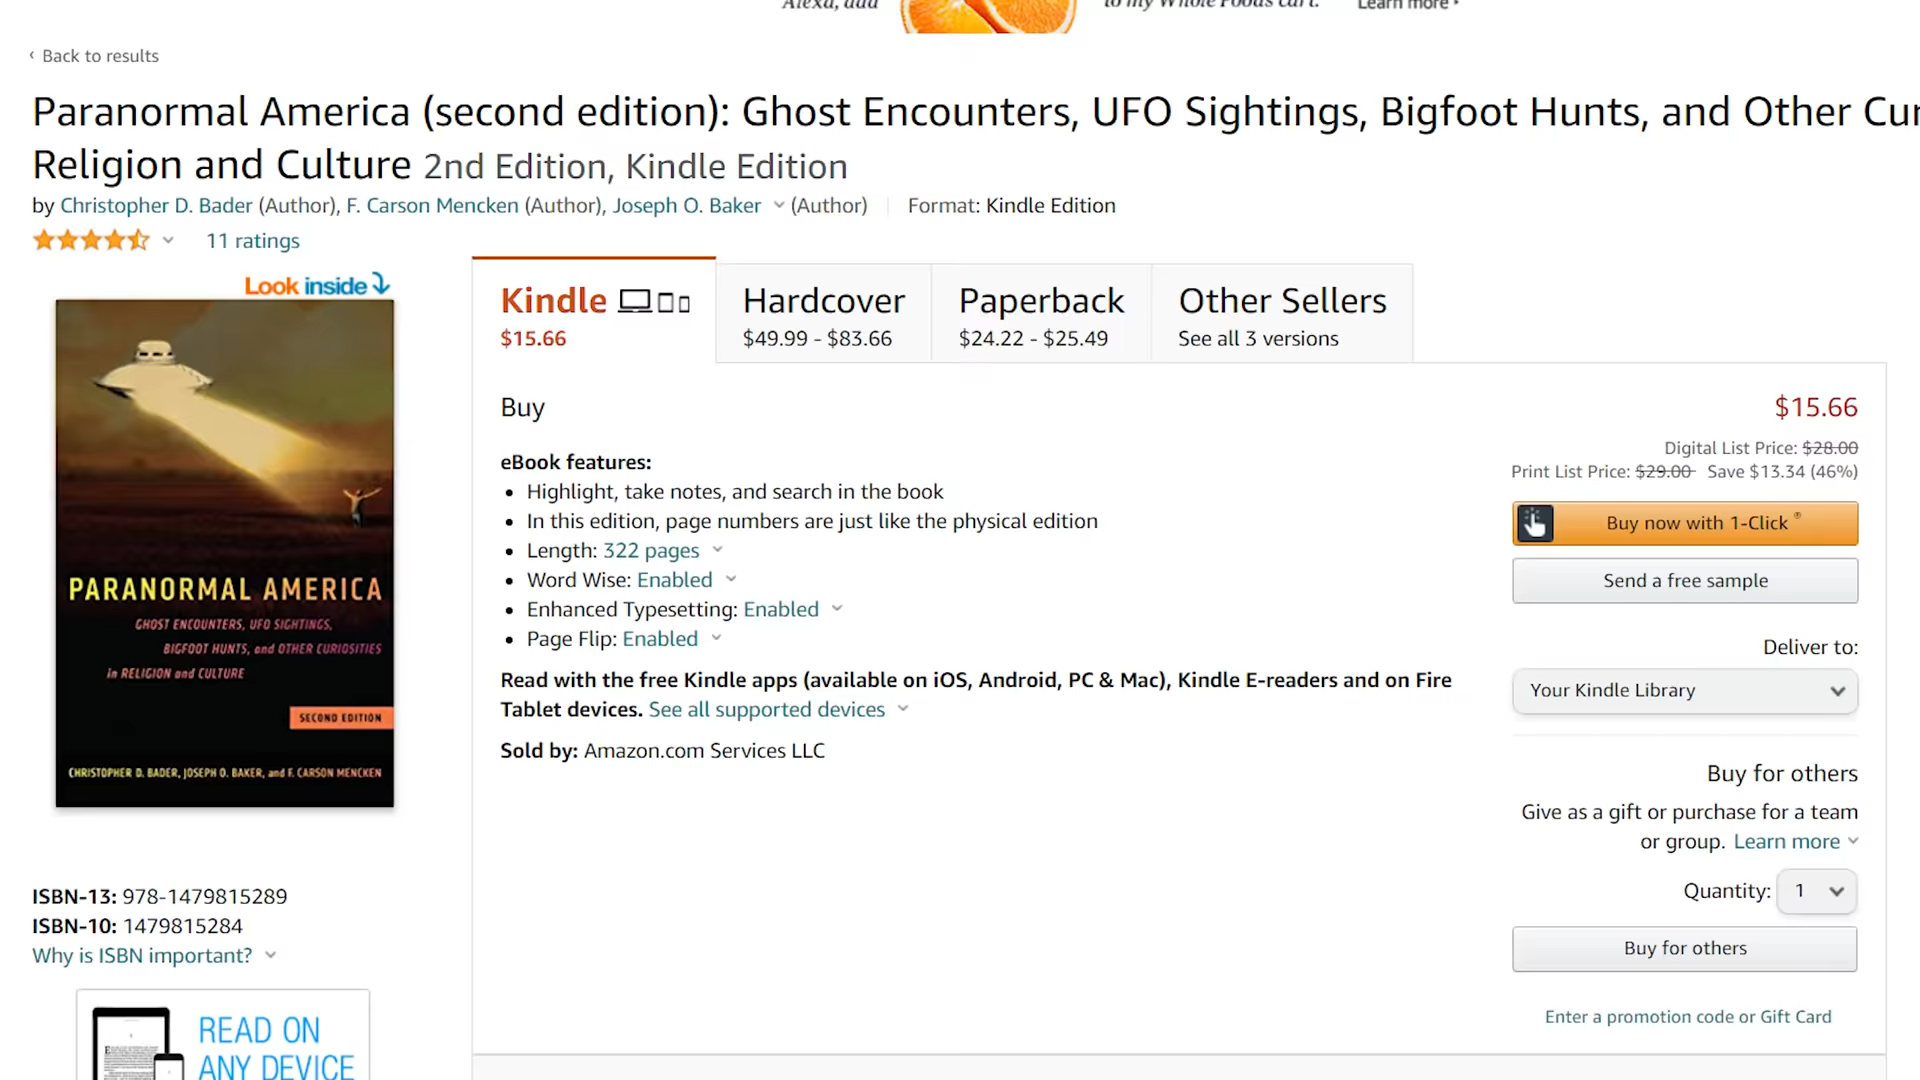 Alexa, add
to my Whole Foods cart.
Learn more ›
‹ Back to results
Paranormal America (second edition): Ghost Encounters, UFO Sightings, Bigfoot Hunts, and Other Cur
Religion and Culture 2nd Edition, Kindle Edition
by Christopher D. Bader (Author), F. Carson Mencken (Author), Joseph O. Baker (Author) Format: Kindle Edition
11 ratings
Look inside
PARANORMAL AMERICA
GHOST ENCOUNTERS, UFO SIGHTINGS,
BIGFOOT HUNTS, and OTHER CURIOSITIES
in RELIGION and CULTURE
SECOND EDITION
CHRISTOPHER D. BADER, JOSEPH O. BAKER, and F. CARSON MENCKEN
ISBN-13: 978-1479815289
ISBN-10: 1479815284
Why is ISBN important?
READ ON
ANY DEVICE
Kindle
$15.66
Hardcover
$49.99 - $83.66
Paperback
$24.22 - $25.49
Other Sellers
See all 3 versions
Buy
eBook features:
• Highlight, take notes, and search in the book
• In this edition, page numbers are just like the physical edition
• Length: 322 pages
• Word Wise: Enabled
• Enhanced Typesetting: Enabled
• Page Flip: Enabled
Read with the free Kindle apps (available on iOS, Android, PC & Mac), Kindle E-readers and on Fire
Tablet devices. See all supported devices
Sold by: Amazon.com Services LLC
$15.66
Digital List Price: $28.00
Print List Price: $29.00 Save $13.34 (46%)
Buy now with 1-Click ®
Send a free sample
Deliver to:
Your Kindle Library
Buy for others
Give as a gift or purchase for a team
or group. Learn more
Quantity: 1
Buy for others
Enter a promotion code or Gift Card